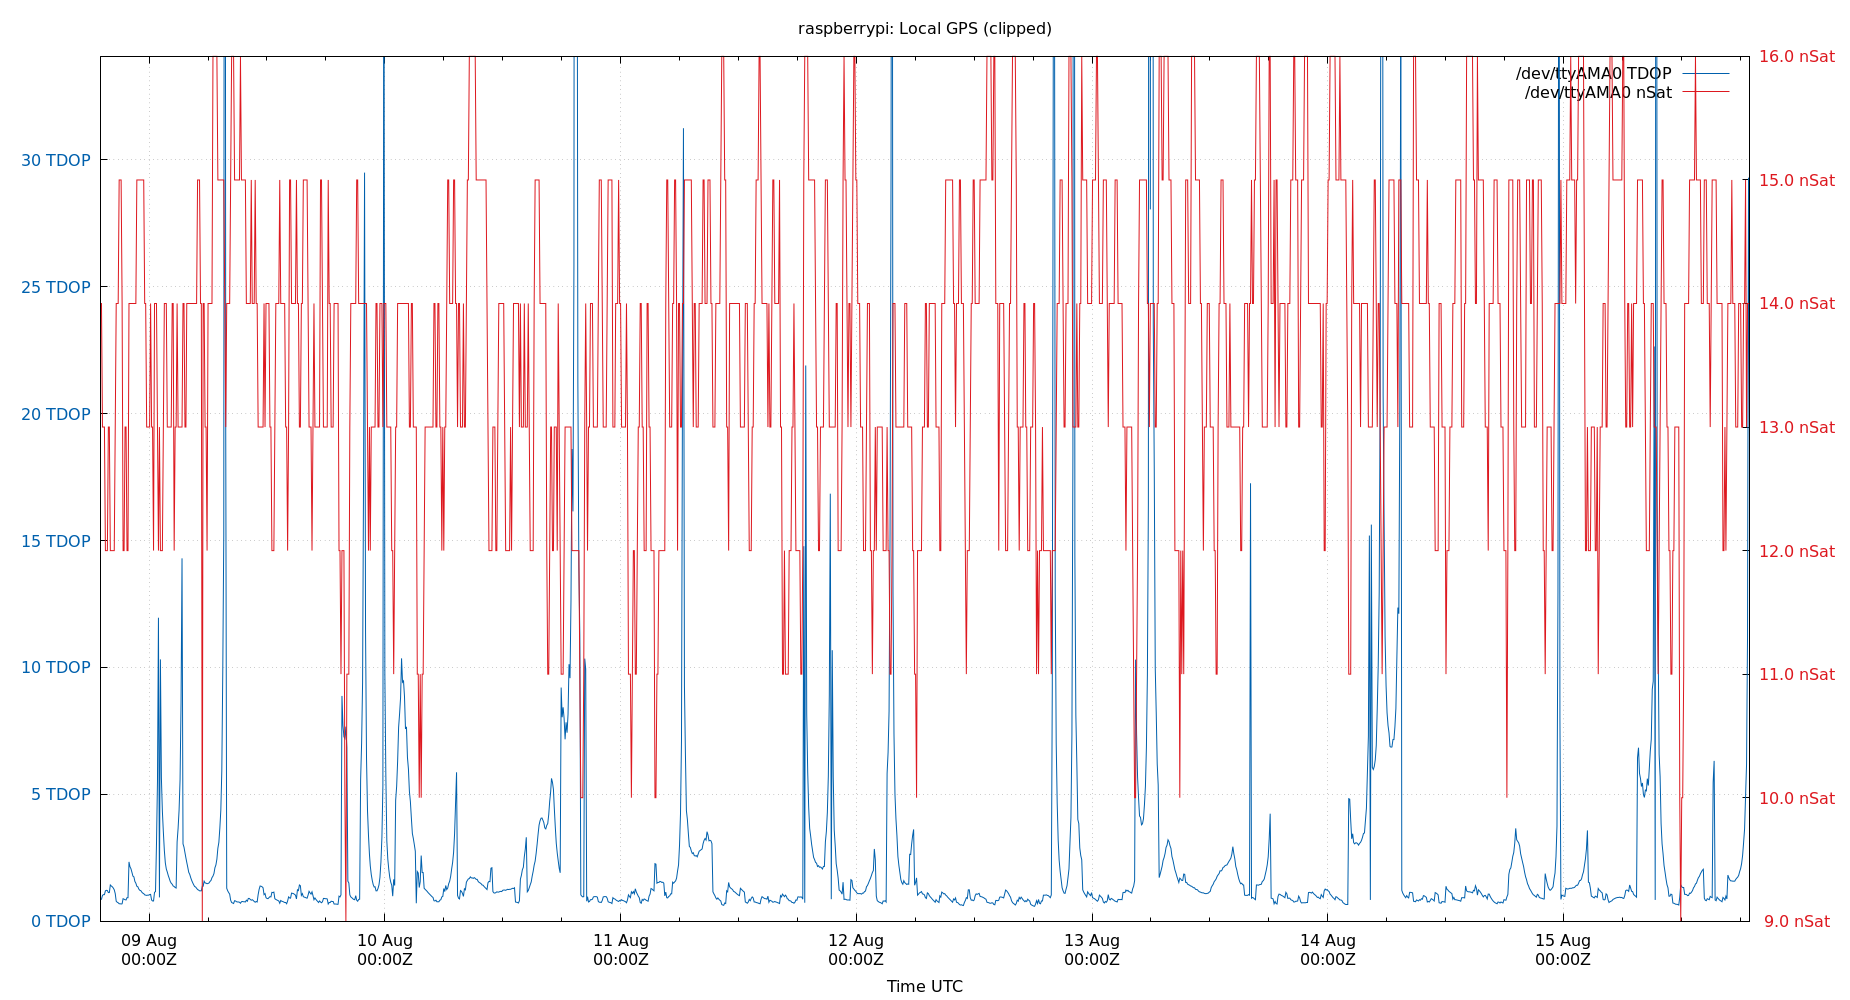 raspberrypi: Local GPS (clipped)
/dev/ttyAMA0 TDOP
/dev/ttyAMA0 nSat
30 TDOP
25 TDOP
20 TDOP
15 TDOP
10 TDOP
5 TDOP
0 TDOP
16.0 nSat
15.0 nSat
14.0 nSat
13.0 nSat
12.0 nSat
11.0 nSat
10.0 nSat
9.0 nSat
09 Aug
00:00Z
10 Aug
00:00Z
11 Aug
00:00Z
12 Aug
00:00Z
13 Aug
00:00Z
14 Aug
00:00Z
15 Aug
00:00Z
Time UTC